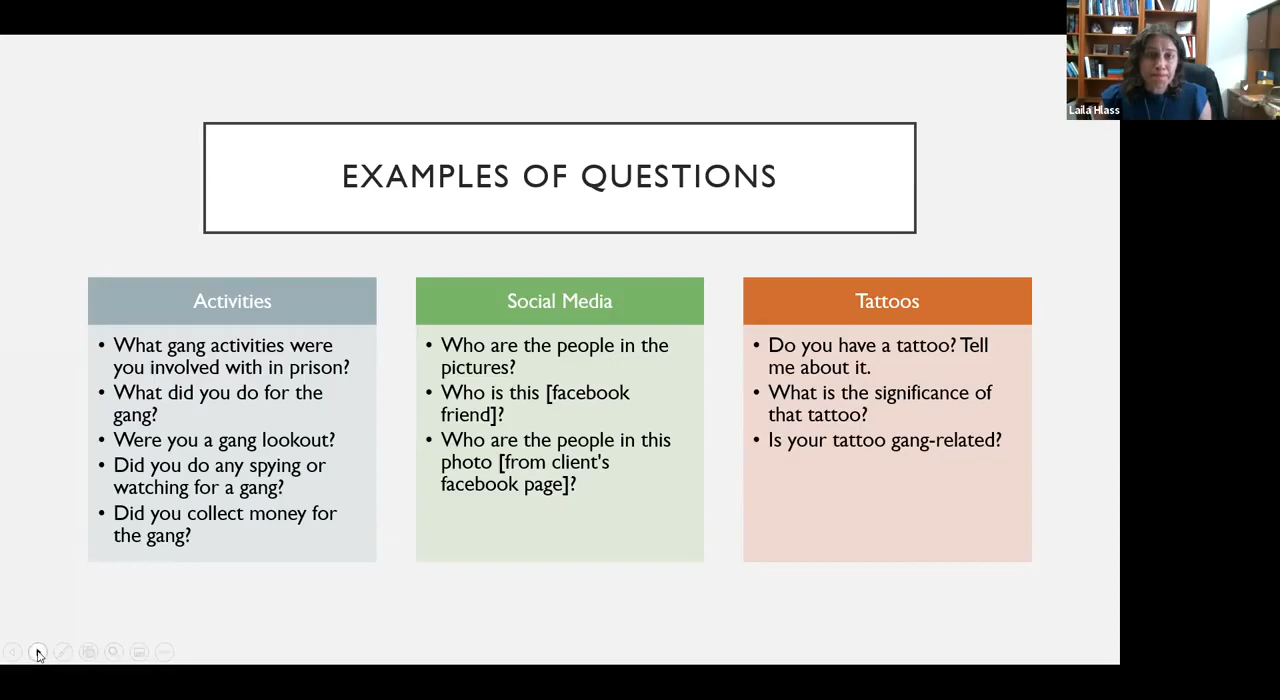 Laila Hlass
EXAMPLES OF QUESTIONS
Activities
• What gang activities were
you involved with in prison?
• What did you do for the
gang?
• Were you a gang lookout?
• Did you do any spying or
watching for a gang?
• Did you collect money for
the gang?
Social Media
• Who are the people in the
pictures?
• Who is this [facebook
friend]?
• Who are the people in this
photo [from client's
facebook page]?
Tattoos
• Do you have a tattoo? Tell
me about it.
• What is the significance of
that tattoo?
• Is your tattoo gang-related?